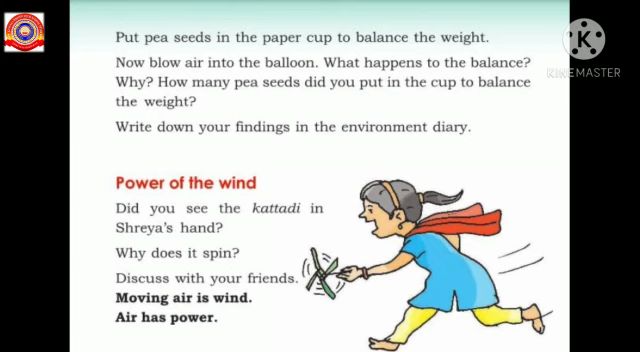 Put pea seeds in the paper cup to balance the weight.
Now blow air into the balloon. What happens to the balance?
Why? How many pea seeds did you put in the cup to balance
the weight?
Write down your findings in the environment diary.
Power of the wind
Did you see the kattadi in
Shreya's hand?
Why does it spin?
Discuss with your friends.
Moving air is wind.
Air has power.
K
KINEMASTER